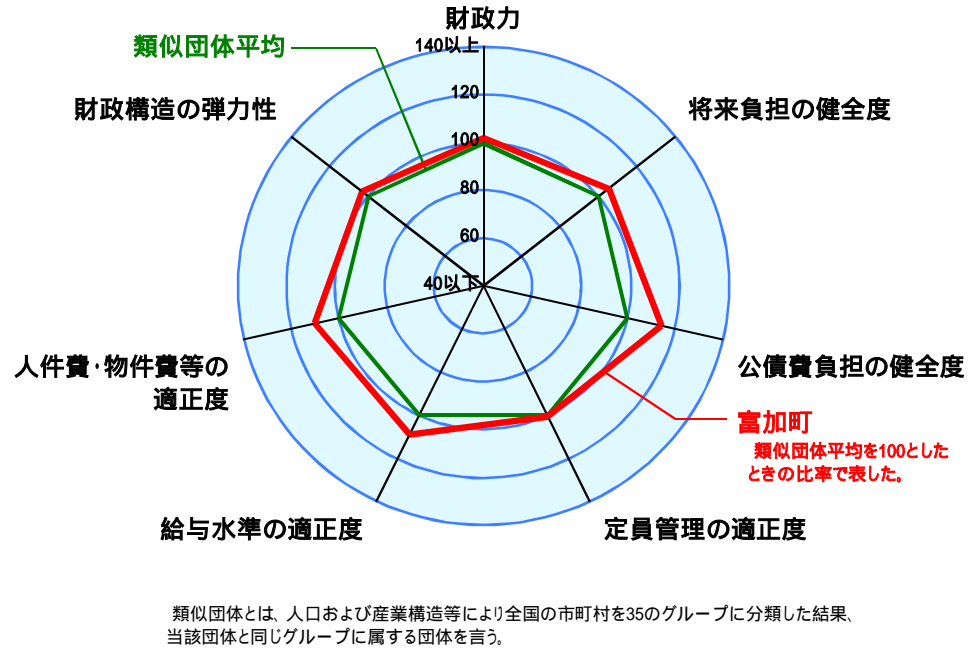 財政力
140以上
類似団体平均
120
財政構造の弾力性
将来負担の健全度
100
80
60
40以下
人件費・物件費等の
適正度
公債費負担の健全度
富加町
類似団体平均を100とした
ときの比率で表した。
給与水準の適正度
定員管理の適正度
類似団体とは、人口および産業構造等により全国の市町村を35のグループに分類した結果、
当該団体と同じグループに属する団体を言う。